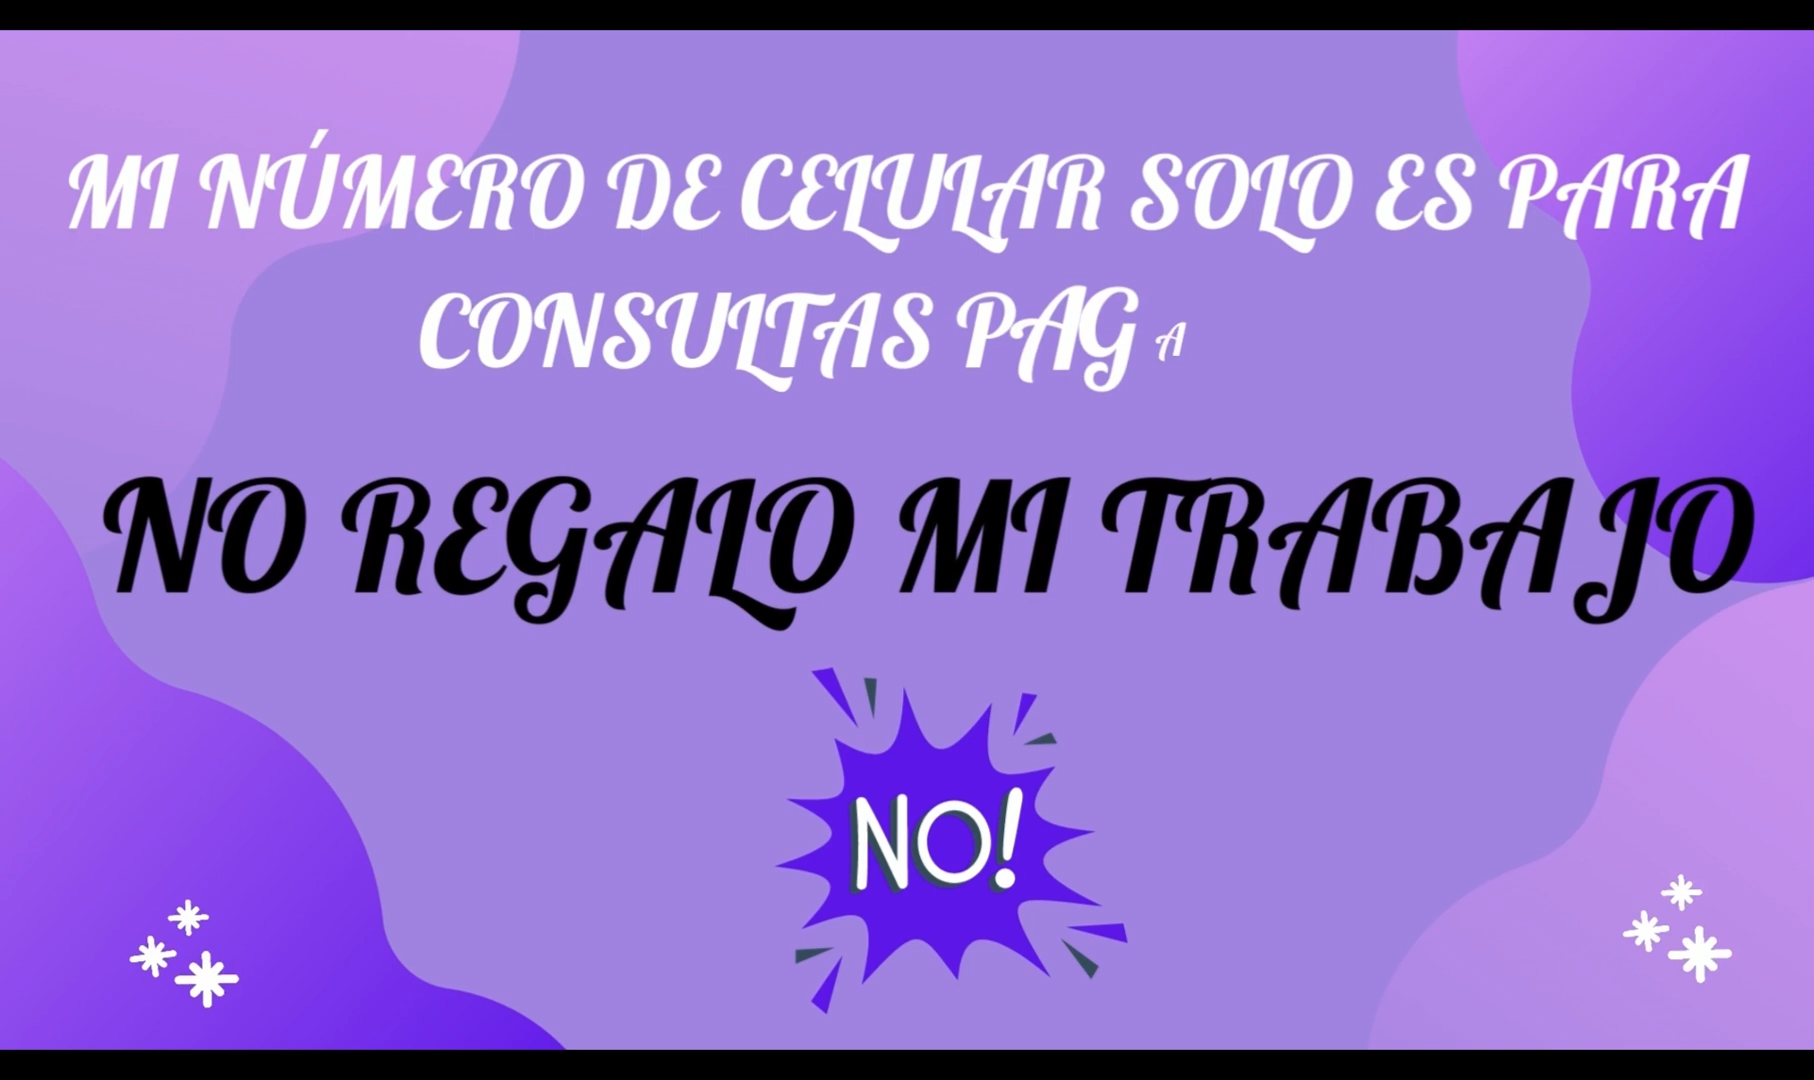 MI NÚMERO DE CELULAR SOLO ES PARA
CONSULTAS PAGA
NO REGALO MI TRABAJO
NO!